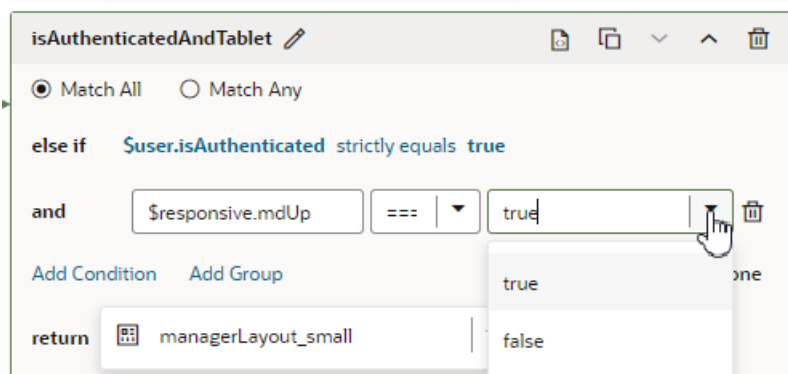 isAuthenticatedAndTablet
Match All Match Any
else if $user.isAuthenticated strictly equals true
and $responsive.mdUp === true
Add Condition Add Group
true
return managerLayout_small
false